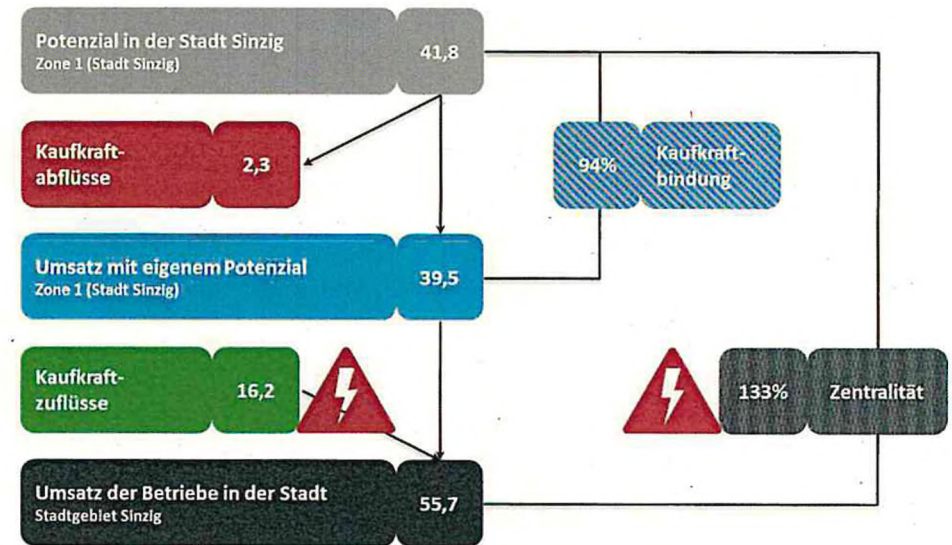 Potenzial in der Stadt Sinzig
Zone 1 (Stadt Sinzig)
41,8
Kaufkraft-
abflüsse
2,3
94%
Kaufkraft-
bindung
Umsatz mit eigenem Potenzial
Zone 1 (Stadt Sinzig)
39,5
Kaufkraft-
zuflüsse
16,2
133%
Zentralität
Umsatz der Betriebe in der Stadt
Stadtgebiet Sinzig
55,7